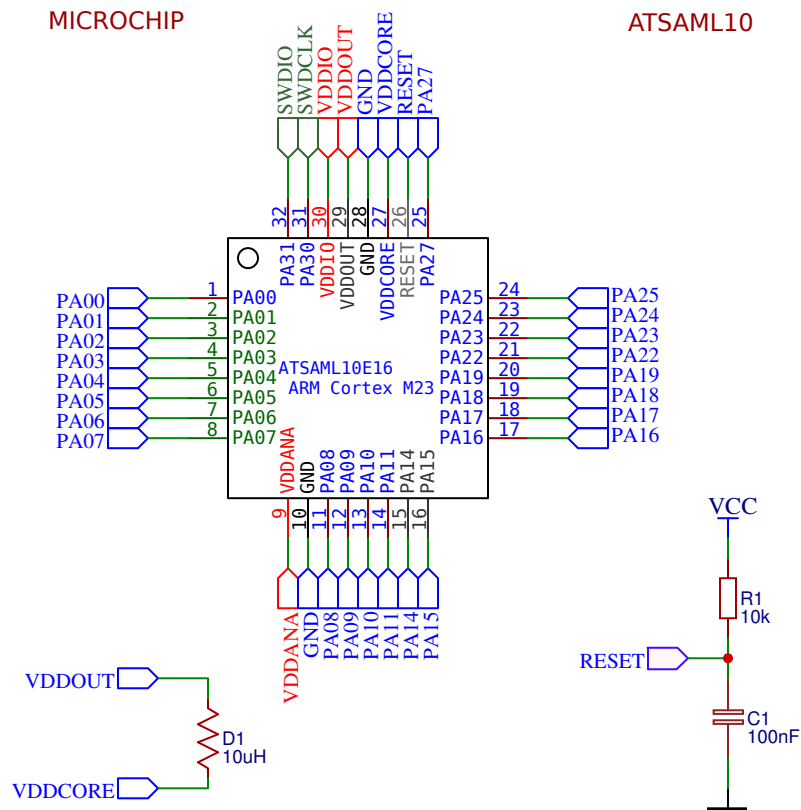 MICROCHIP
ATSAML10
SWDIO
SWDCLK
VDDIO
VDDOUT
GND
VDDCORE
RESET
PA27
32
31
30
29
28
27
26
25
PA31
PA30
VDDIO
VDDOUT
GND
VDDCORE
RESET
PA27
PA00 1 PA00
PA01 2 PA01
PA02 3 PA02
PA03 4 PA03
PA04 5 PA04
PA05 6 PA05
PA06 7 PA06
PA07 8 PA07
ATSAML10E16
ARM Cortex M23
PA25 24 PA25
PA24 23 PA24
PA23 22 PA23
PA22 21 PA22
PA19 20 PA19
PA18 19 PA18
PA17 18 PA17
PA16 17 PA16
VDDANA
GND
PA08
PA09
PA10
PA11
PA14
PA15
9
10
11
12
13
14
15
16
VDDANA
GND
PA08
PA09
PA10
PA11
PA14
PA15
VCC
R1
10k
RESET
C1
100nF
VDDOUT
D1
10uH
VDDCORE